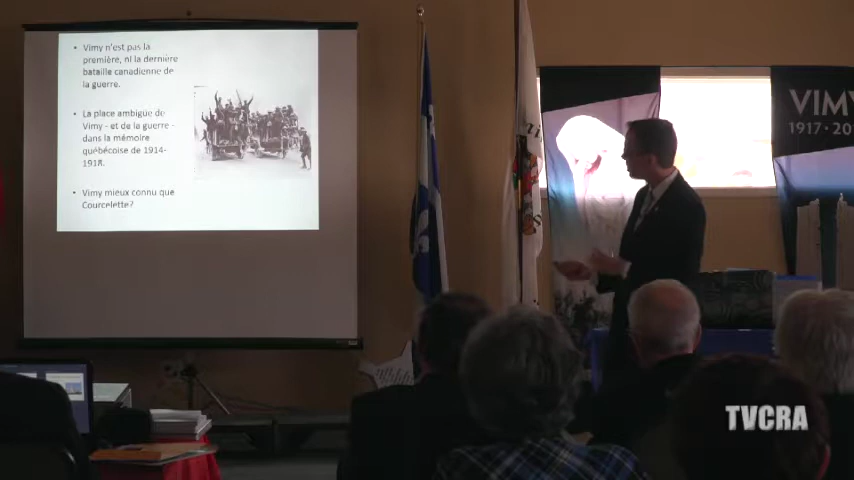 • Vimy n'est pas la
première, ni la dernière
bataille canadienne de
la guerre.
• La place ambiguë de
Vimy - et de la guerre -
dans la mémoire
québécoise de 1914-
1918.
• Vimy mieux connu que
Courcelette?
VIMY
1917 · 20
TVCRA